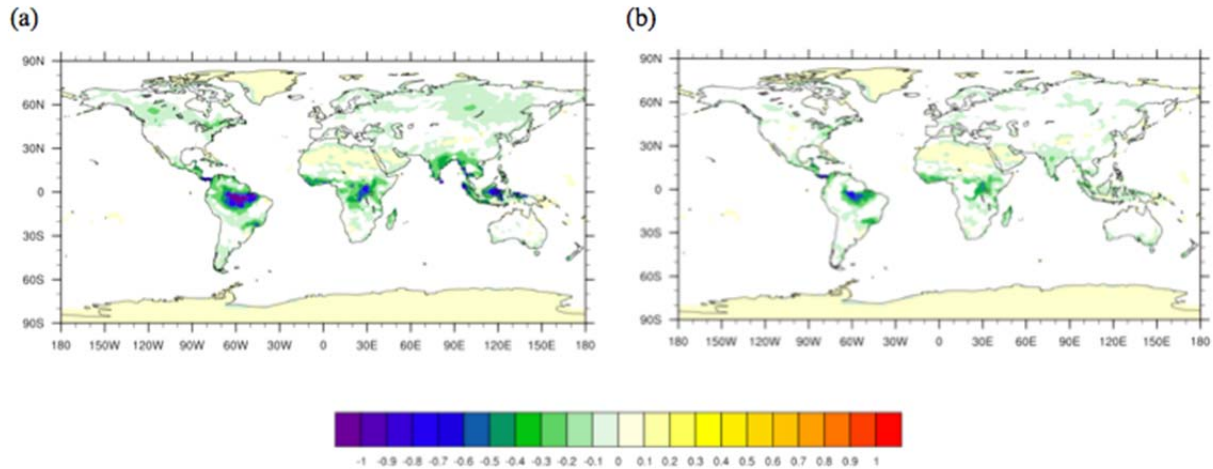 (a) (b)
90N 90N
60N 60N
30N 30N
0 0
30S 30S
60S 60S
90S 90S
180 150W 120W 90W 60W 30W 0 30E 60E 90E 120E 150E 180 180 150W 120W 90W 60W 30W 0 30E 60E 90E 120E 150E 180
-1 -0.9 -0.8 -0.7 -0.6 -0.5 -0.4 -0.3 -0.2 -0.1 0 0.1 0.2 0.3 0.4 0.5 0.6 0.7 0.8 0.9 1